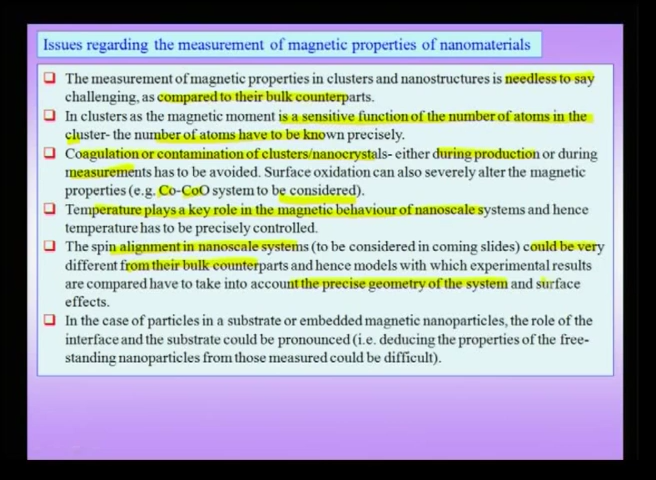 Issues regarding the measurement of magnetic properties of nanomaterials
The measurement of magnetic properties in clusters and nanostructures is needless to say
challenging, as compared to their bulk counterparts.
In clusters as the magnetic moment is a sensitive function of the number of atoms in the
cluster- the number of atoms have to be known precisely.
Coagulation or contamination of clusters/nanocrystals- either during production or during
measurements has to be avoided. Surface oxidation can also severely alter the magnetic
properties (e.g. Co-CoO system to be considered).
Temperature plays a key role in the magnetic behaviour of nanoscale systems and hence
temperature has to be precisely controlled.
The spin alignment in nanoscale systems (to be considered in coming slides) could be very
different from their bulk counterparts and hence models with which experimental results
are compared have to take into account the precise geometry of the system and surface
effects.
In the case of particles in a substrate or embedded magnetic nanoparticles, the role of the
interface and the substrate could be pronounced (i.e. deducing the properties of the free-
standing nanoparticles from those measured could be difficult).